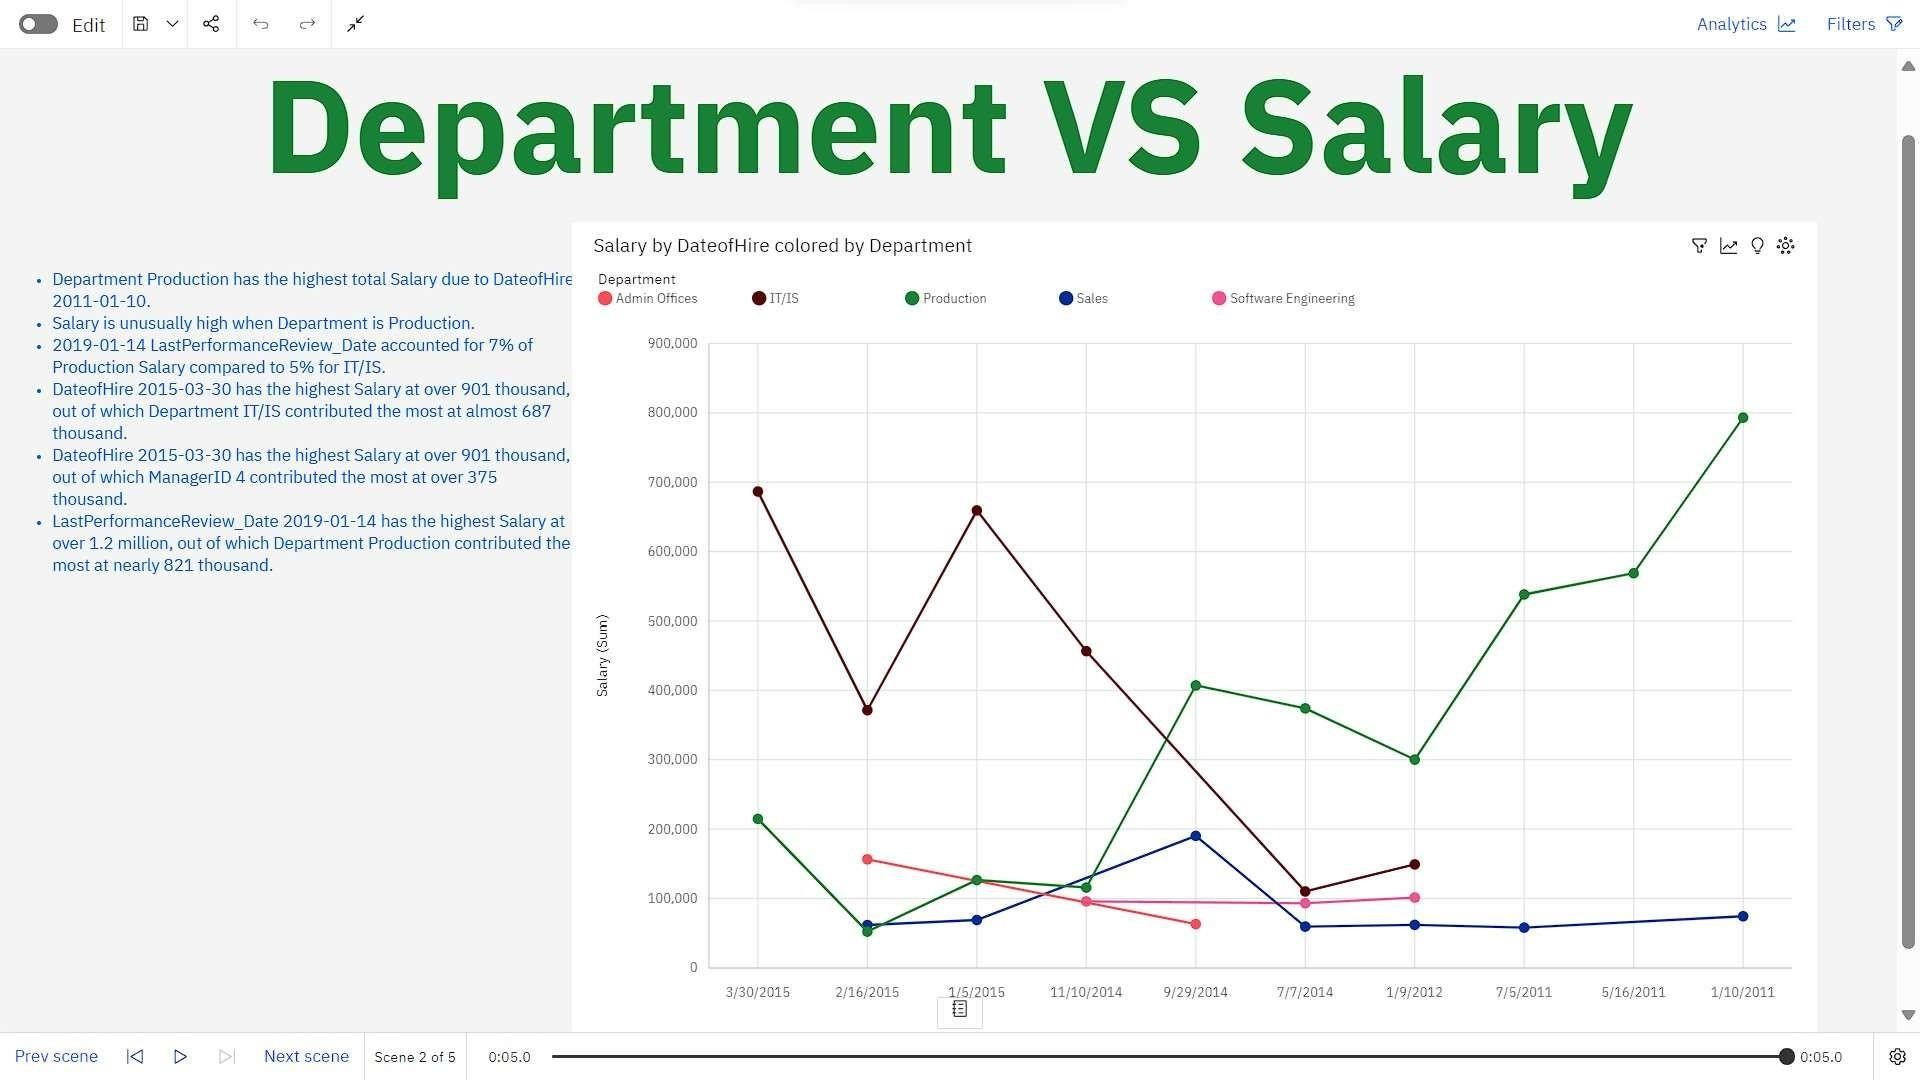 Edit
Analytics
Filters
Department VS Salary
• Department Production has the highest total Salary due to DateofHire
2011-01-10.
• Salary is unusually high when Department is Production.
• 2019-01-14 LastPerformanceReview_Date accounted for 7% of
Production Salary compared to 5% for IT/IS.
• DateofHire 2015-03-30 has the highest Salary at over 901 thousand,
out of which Department IT/IS contributed the most at almost 687
thousand.
• DateofHire 2015-03-30 has the highest Salary at over 901 thousand,
out of which ManagerID 4 contributed the most at over 375
thousand.
• LastPerformanceReview_Date 2019-01-14 has the highest Salary at
over 1.2 million, out of which Department Production contributed the
most at nearly 821 thousand.
Salary by DateofHire colored by Department
Department
Admin Offices IT/IS Production Sales Software Engineering
900,000
800,000
700,000
600,000
500,000
400,000
300,000
200,000
100,000
0
Salary (Sum)
3/30/2015 2/16/2015 1/5/2015 11/10/2014 9/29/2014 7/7/2014 1/9/2012 7/5/2011 5/16/2011 1/10/2011
Prev scene Next scene Scene 2 of 5 0:05.0 0:05.0